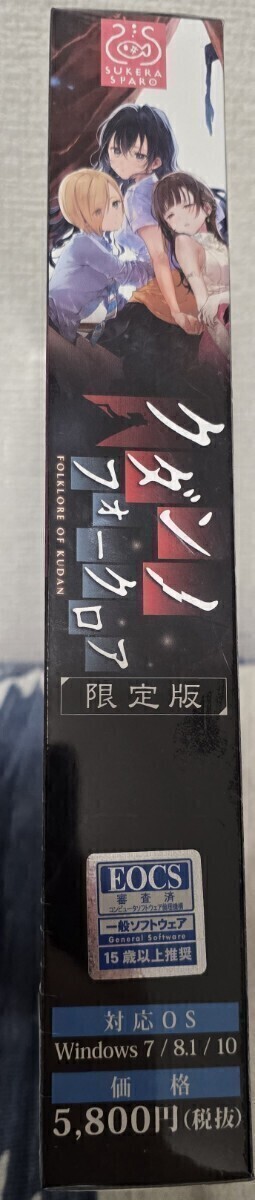 SUKERA
SPARO
クダンノ
フォークロア
FOLKLORE OF KUDAN
限定版
EOCS
審査済
コンピュータソフトウェア倫理機構
一般ソフトウェア
General Software
15歳以上推奨
対応OS
Windows 7 / 8.1 / 10
価格
5,800円(税抜)